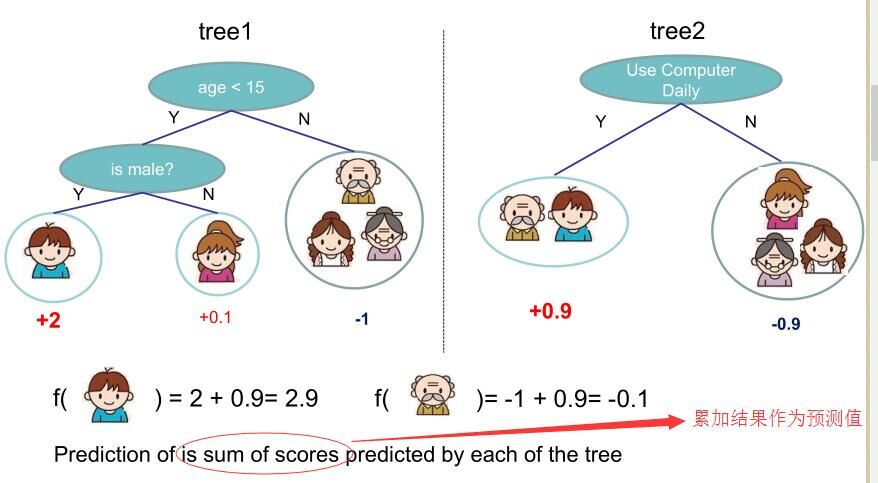 tree1
tree2
age < 15
Use Computer
Daily
Y
N
Y
N
is male?
Y
N
+2
+0.1
-1
+0.9
-0.9
f( ) = 2 + 0.9= 2.9
f( )= -1 + 0.9= -0.1
累加结果作为预测值
Prediction of is sum of scores predicted by each of the tree